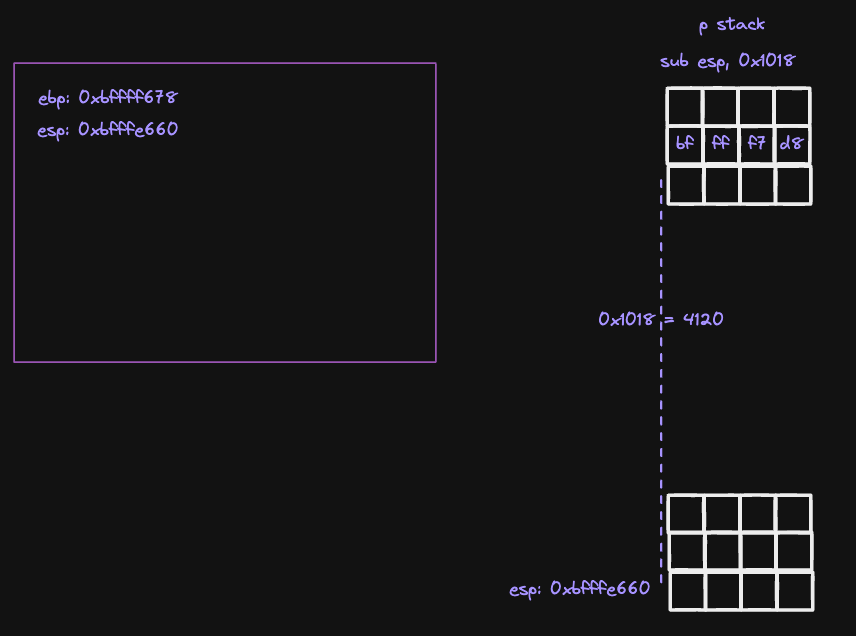 p stack
sub esp, 0x1018
ebp: 0xbffff678
esp: 0xbfffe660
bf ff f7 d8
0x1018 = 4120
esp: 0xbfffe660